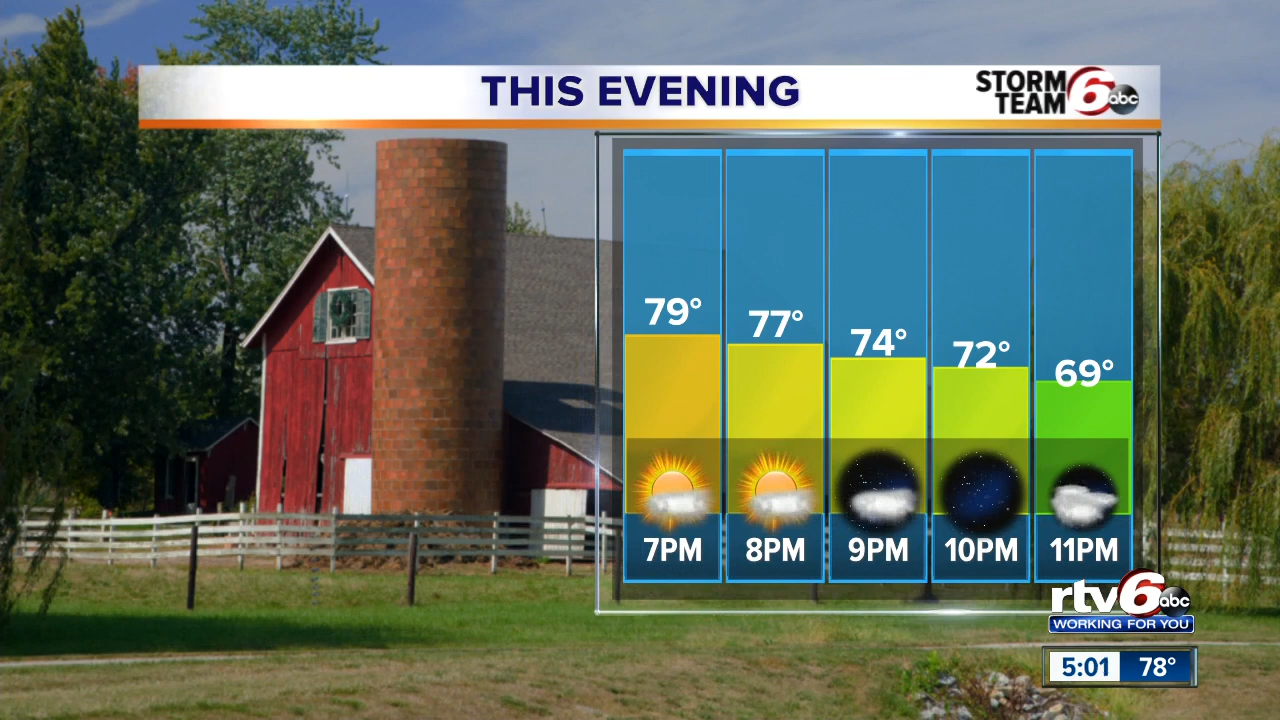 THIS EVENING
STORM
TEAM 6 abc
79° 77° 74° 72° 69°
7PM 8PM 9PM 10PM 11PM
rtv6 abc
WORKING FOR YOU
5:01 78°